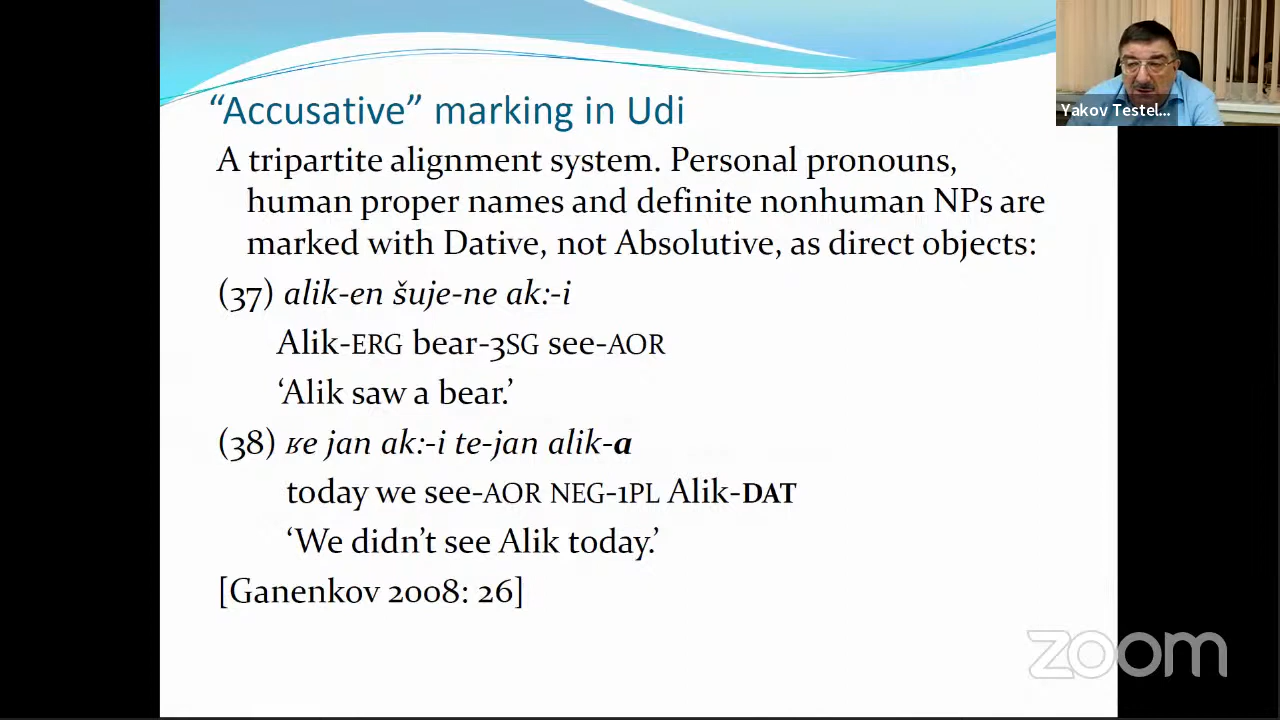 “Accusative” marking in Udi
Yakov Testel...
A tripartite alignment system. Personal pronouns,
human proper names and definite nonhuman NPs are
marked with Dative, not Absolutive, as direct objects:
(37) alik-en šuje-ne ak:-i
Alik-ERG bear-3SG see-AOR
‘Alik saw a bear.’
(38) ʁe jan ak:-i te-jan alik-a
today we see-AOR NEG-1PL Alik-DAT
‘We didn’t see Alik today.’
[Ganenkov 2008: 26]
zoom